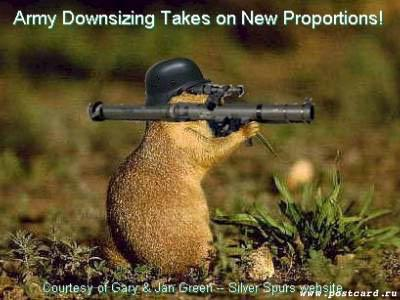 Army Downsizing Takes on New Proportions!
Courtesy of Gary & Jan Green -- Silver Spurs website
www.postcard.ru